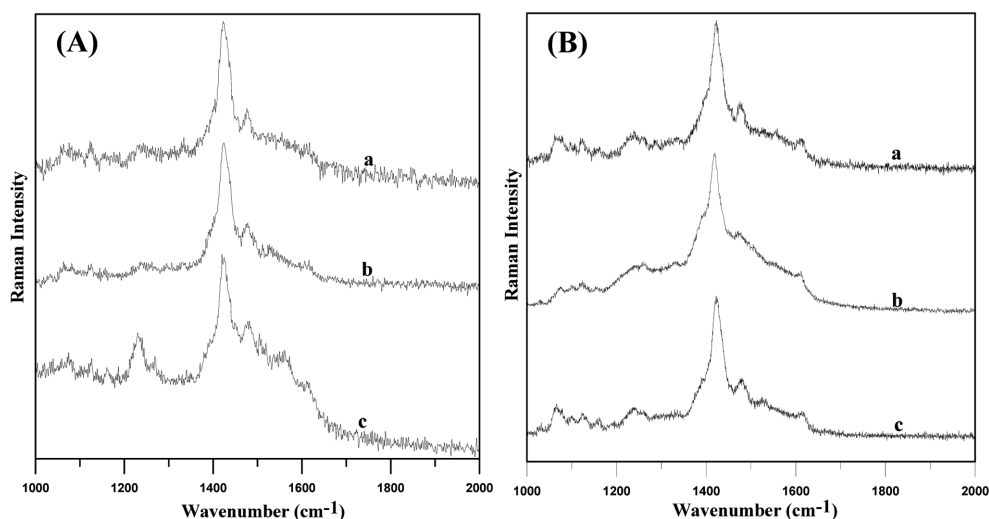 (A)
a
b
c
Raman Intensity
1000 1200 1400 1600 1800 2000
Wavenumber (cm-1)
(B)
a
b
c
Raman Intensity
1000 1200 1400 1600 1800 2000
Wavenumber (cm-1)